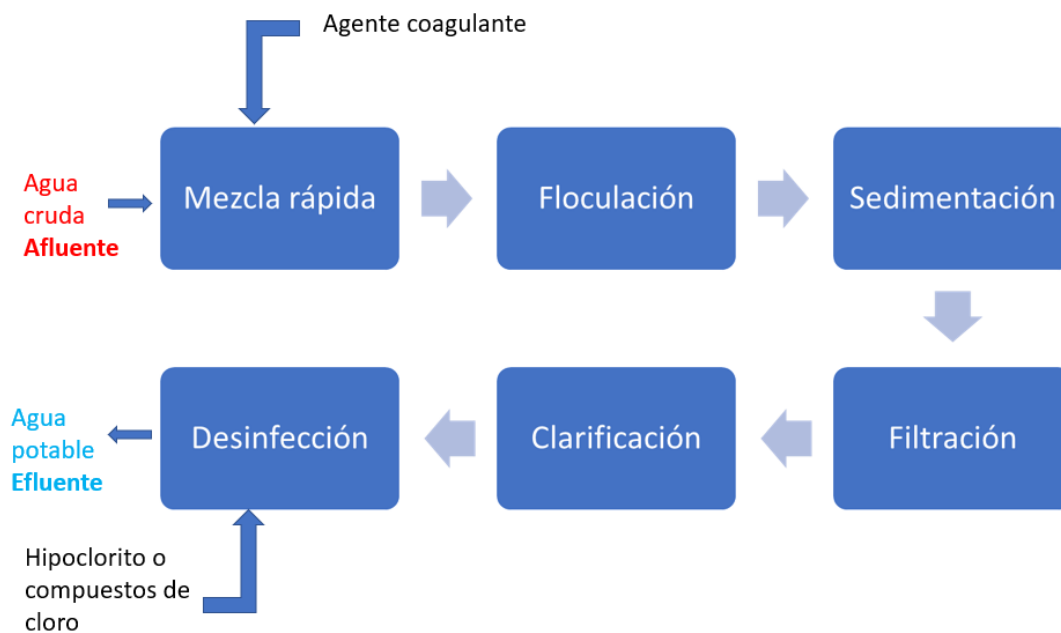 Agente coagulante
Agua
cruda
Afluente
Mezcla rápida
Floculación
Sedimentación
Agua
potable
Efluente
Desinfección
Clarificación
Filtración
Hipoclorito o
compuestos de
cloro